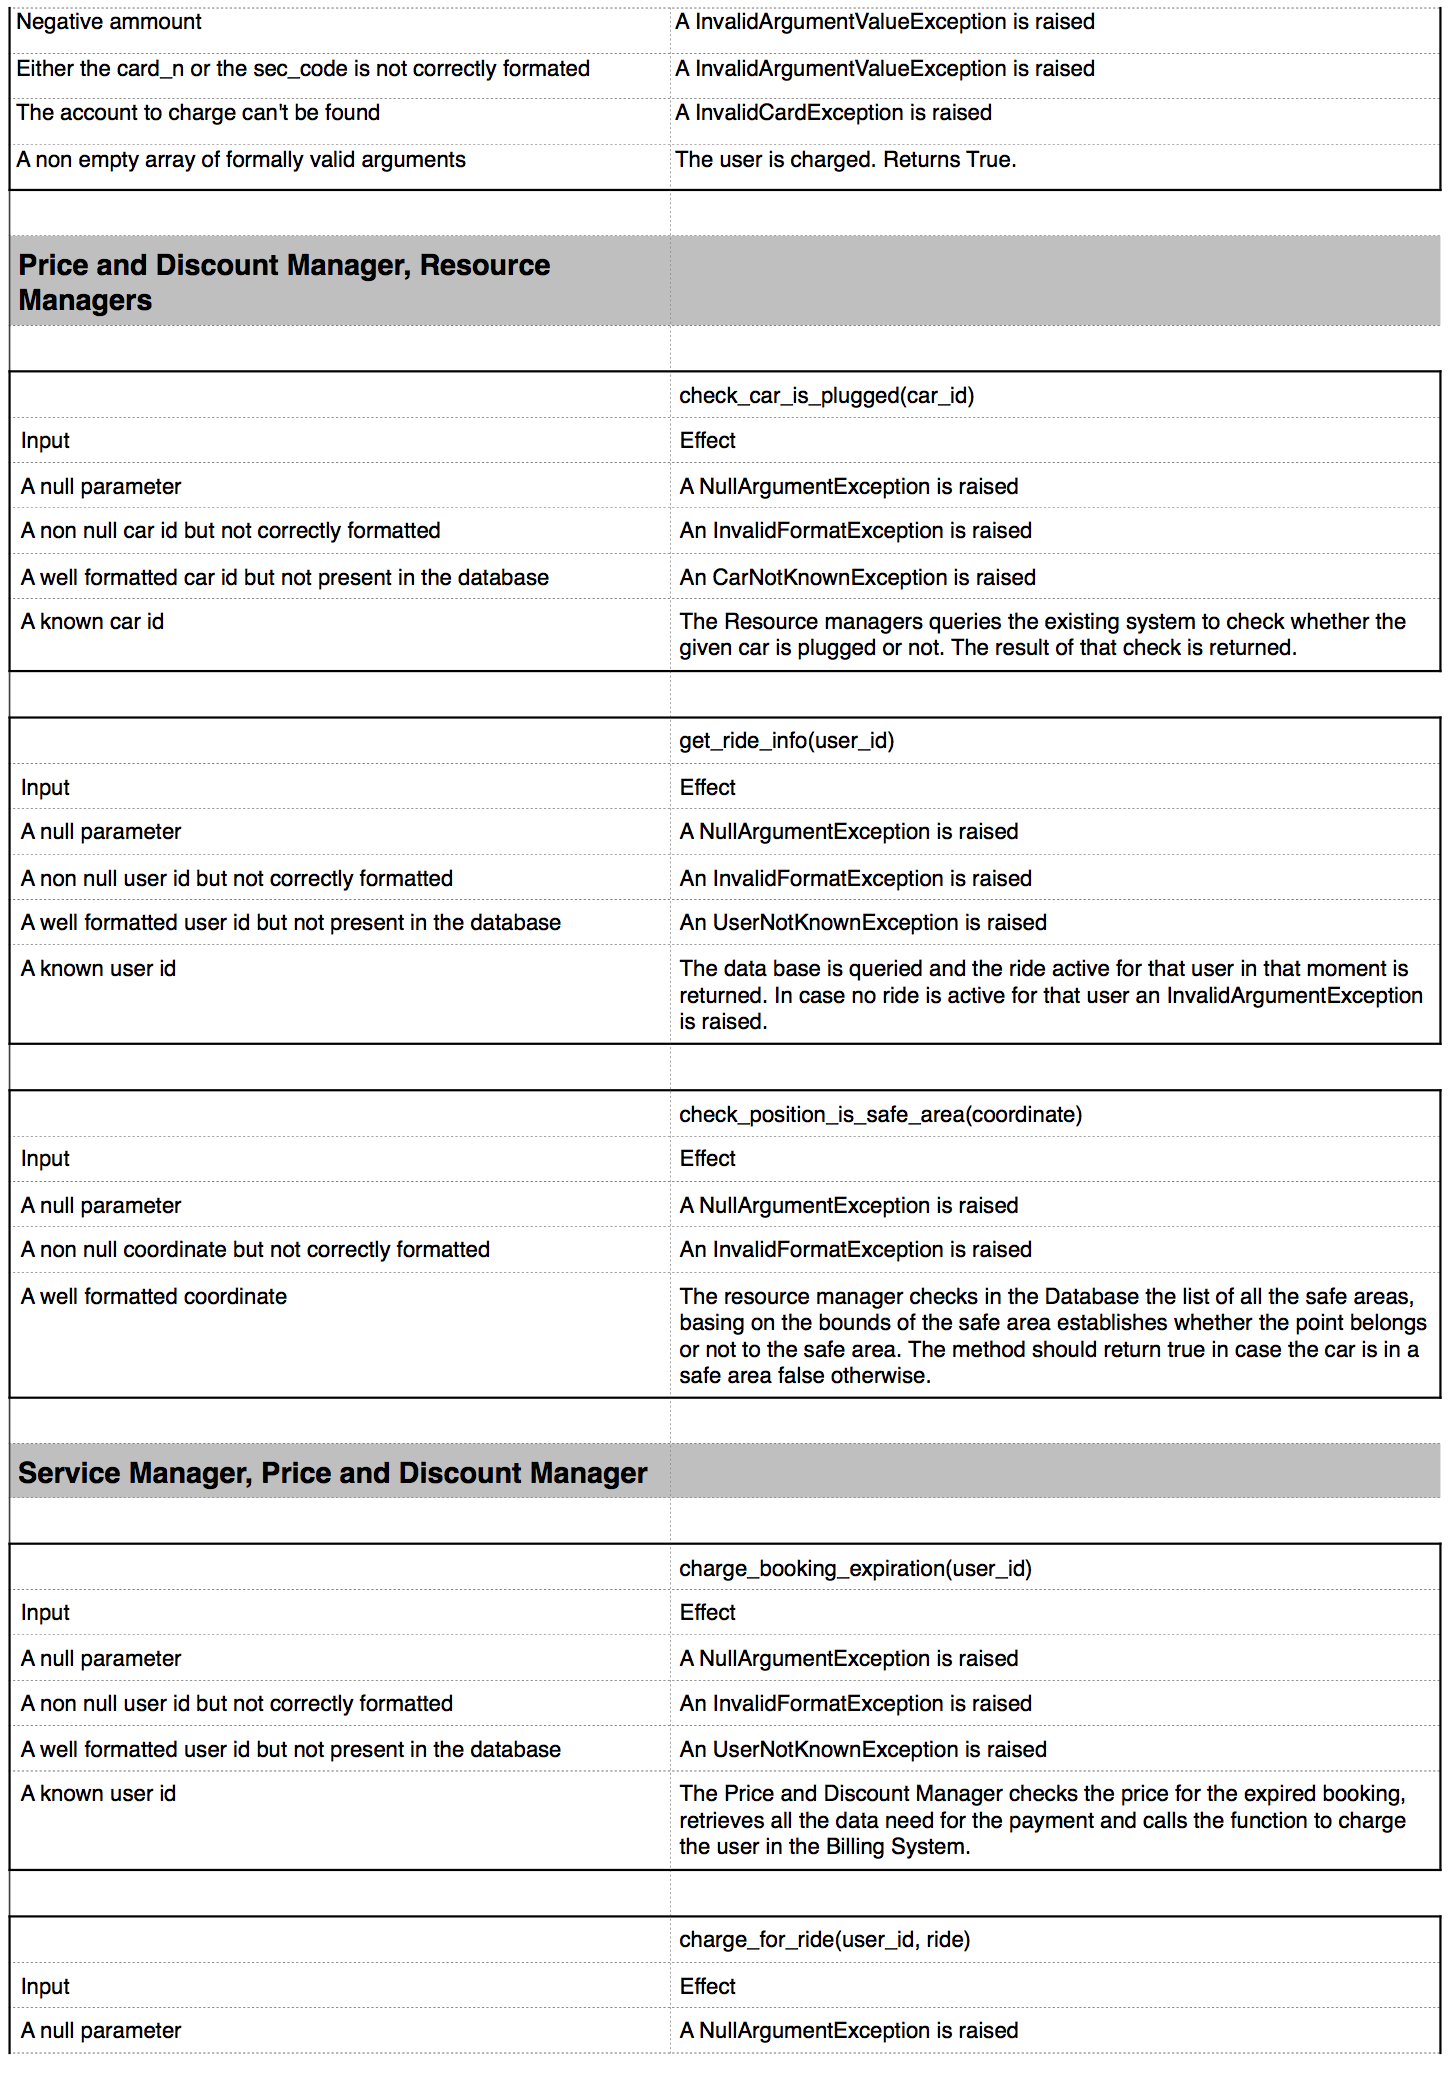 Negative ammount
A InvalidArgumentValueException is raised
Either the card_n or the sec_code is not correctly formated
A InvalidArgumentValueException is raised
The account to charge can't be found
A InvalidCardException is raised
A non empty array of formally valid arguments
The user is charged. Returns True.
Price and Discount Manager, Resource
Managers
check_car_is_plugged(car_id)
Input
Effect
A null parameter
A NullArgumentException is raised
A non null car id but not correctly formatted
An InvalidFormatException is raised
A well formatted car id but not present in the database
An CarNotKnownException is raised
A known car id
The Resource managers queries the existing system to check whether the
given car is plugged or not. The result of that check is returned.
get_ride_info(user_id)
Input
Effect
A null parameter
A NullArgumentException is raised
A non null user id but not correctly formatted
An InvalidFormatException is raised
A well formatted user id but not present in the database
An UserNotKnownException is raised
A known user id
The data base is queried and the ride active for that user in that moment is
returned. In case no ride is active for that user an InvalidArgumentException
is raised.
check_position_is_safe_area(coordinate)
Input
Effect
A null parameter
A NullArgumentException is raised
A non null coordinate but not correctly formatted
An InvalidFormatException is raised
A well formatted coordinate
The resource manager checks in the Database the list of all the safe areas,
basing on the bounds of the safe area establishes whether the point belongs
or not to the safe area. The method should return true in case the car is in a
safe area false otherwise.
Service Manager, Price and Discount Manager
charge_booking_expiration(user_id)
Input
Effect
A null parameter
A NullArgumentException is raised
A non null user id but not correctly formatted
An InvalidFormatException is raised
A well formatted user id but not present in the database
An UserNotKnownException is raised
A known user id
The Price and Discount Manager checks the price for the expired booking,
retrieves all the data need for the payment and calls the function to charge
the user in the Billing System.
charge_for_ride(user_id, ride)
Input
Effect
A null parameter
A NullArgumentException is raised